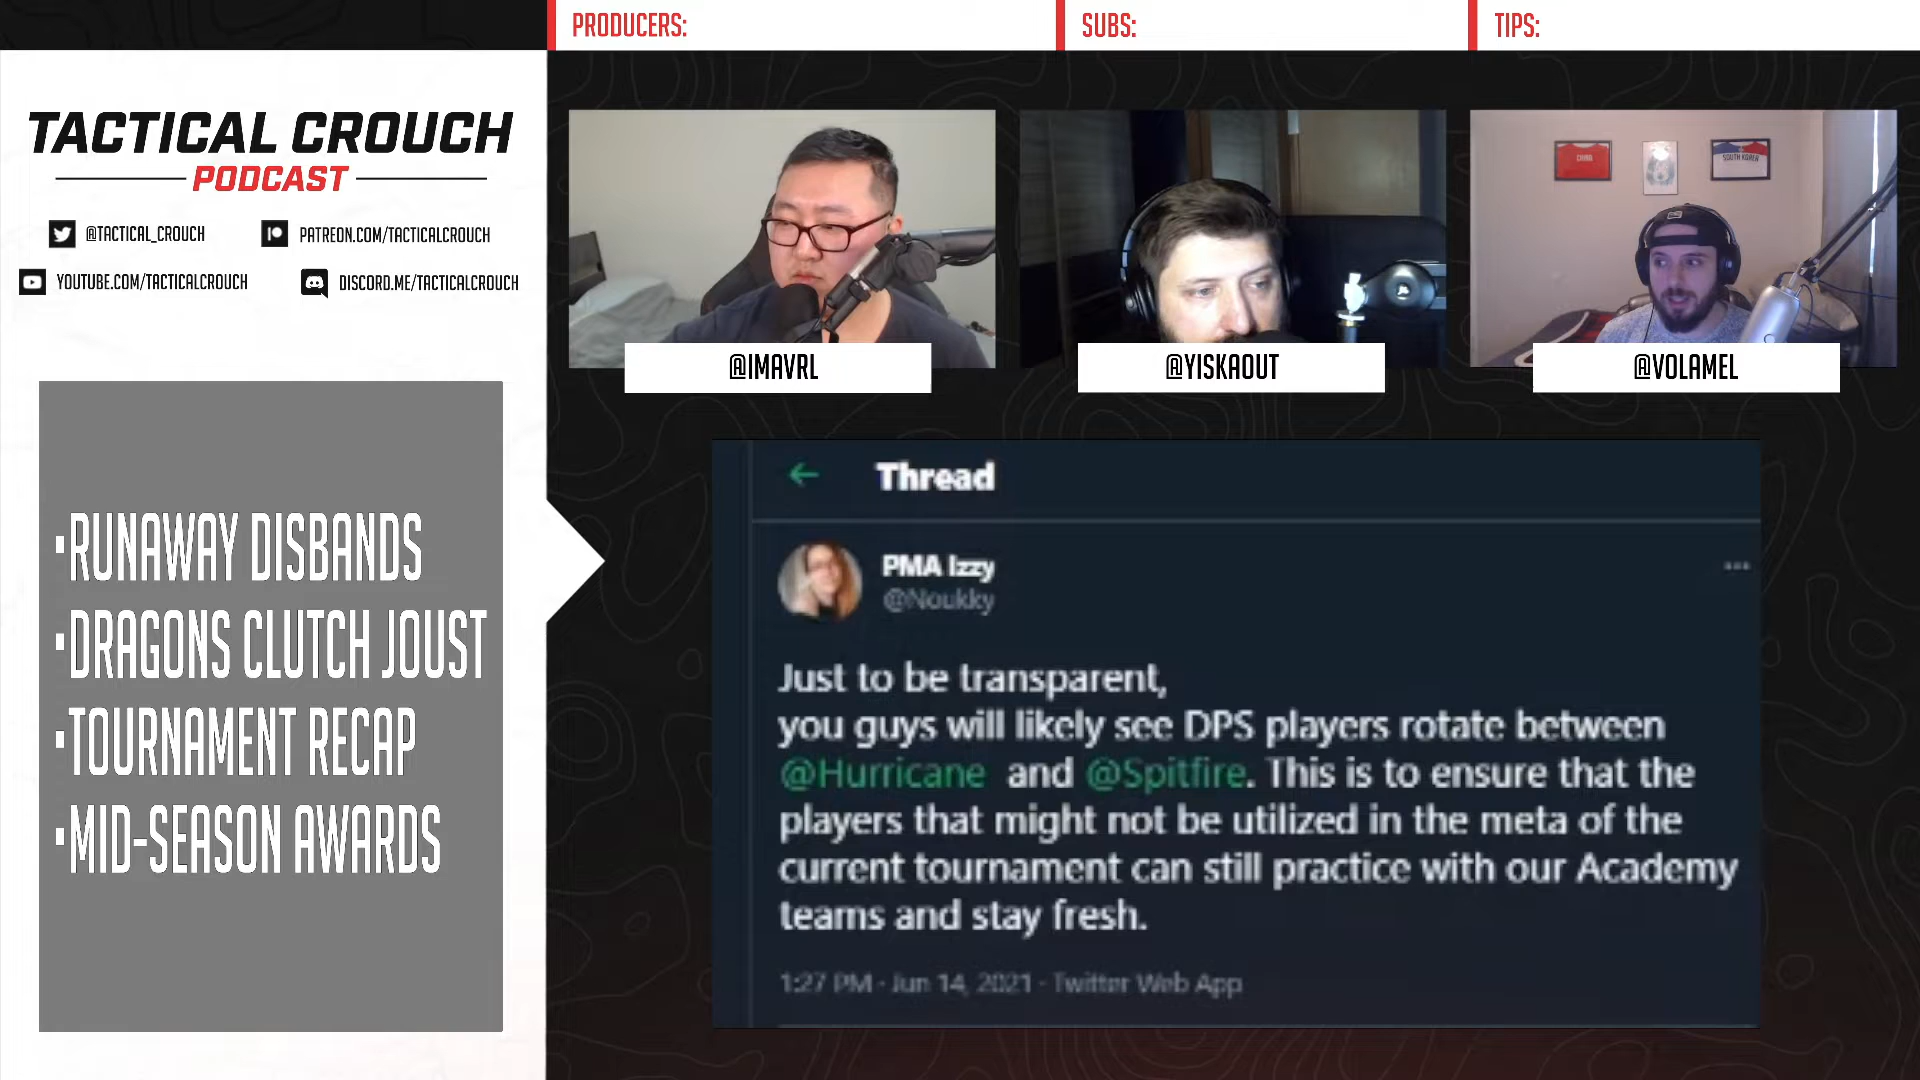 PRODUCERS:
SUBS:
TIPS:
TACTICAL CROUCH
PODCAST
@TACTICAL_CROUCH
PATREON.COM/TACTICALCROUCH
YOUTUBE.COM/TACTICALCROUCH
DISCORD.ME/TACTICALCROUCH
CHINA
SOUTH KOREA
@IMAVRL
@YISKAOUT
@VOLAMEL
·RUNAWAY DISBANDS
·DRAGONS CLUTCH JOUST
·TOURNAMENT RECAP
·MID-SEASON AWARDS
Thread
PMA Izzy
@Noukky
Just to be transparent,
you guys will likely see DPS players rotate between
@Hurricane and @Spitfire. This is to ensure that the
players that might not be utilized in the meta of the
current tournament can still practice with our Academy
teams and stay fresh.
1:27 PM · Jun 14, 2021 · Twitter Web App